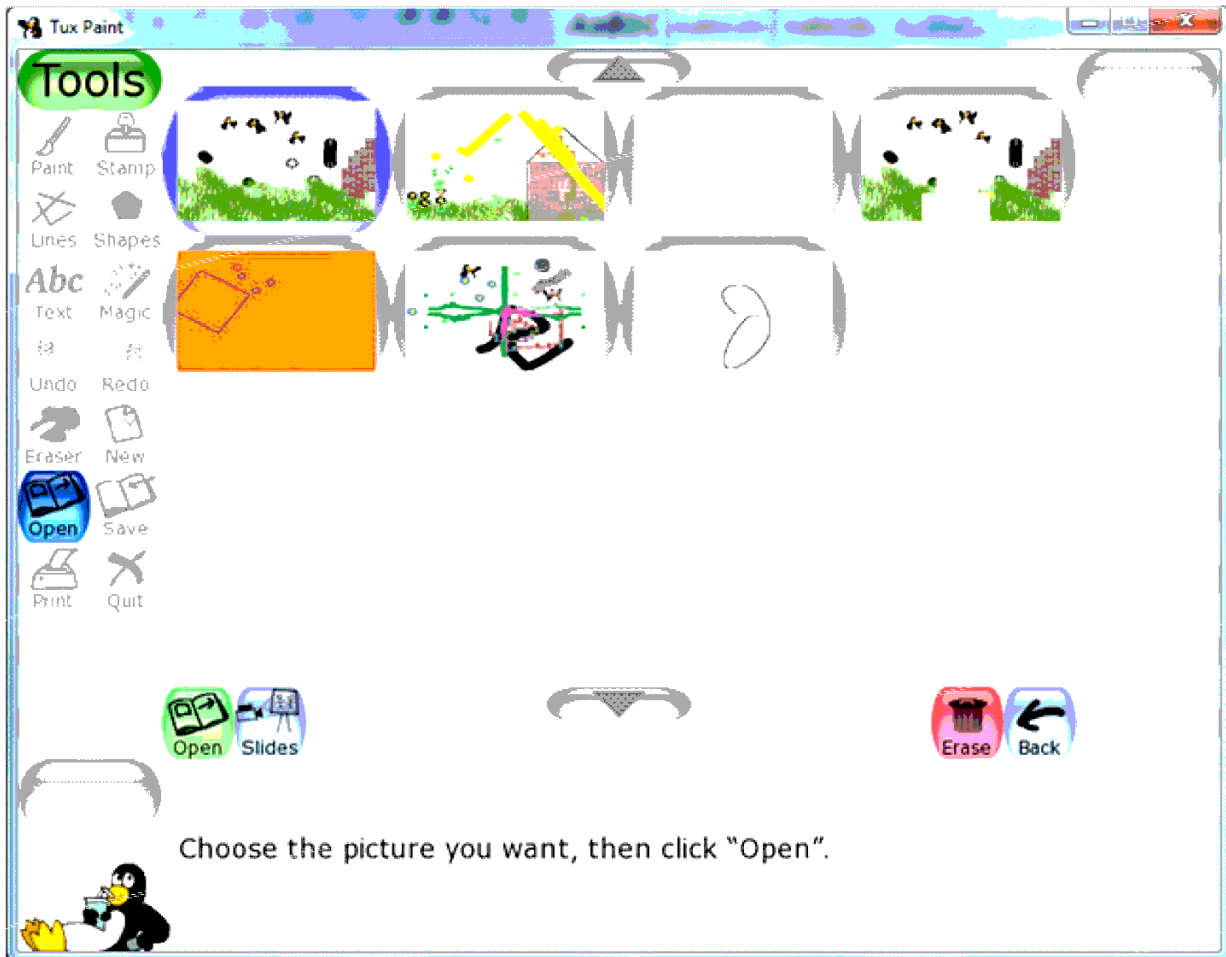 Tux Paint
Tools
Paint Stamp
Lines Shapes
Abc
Text Magic
Undo Redo
Eraser New
Open Save
Print Quit
Open Slides
Erase Back
Choose the picture you want, then click “Open”.